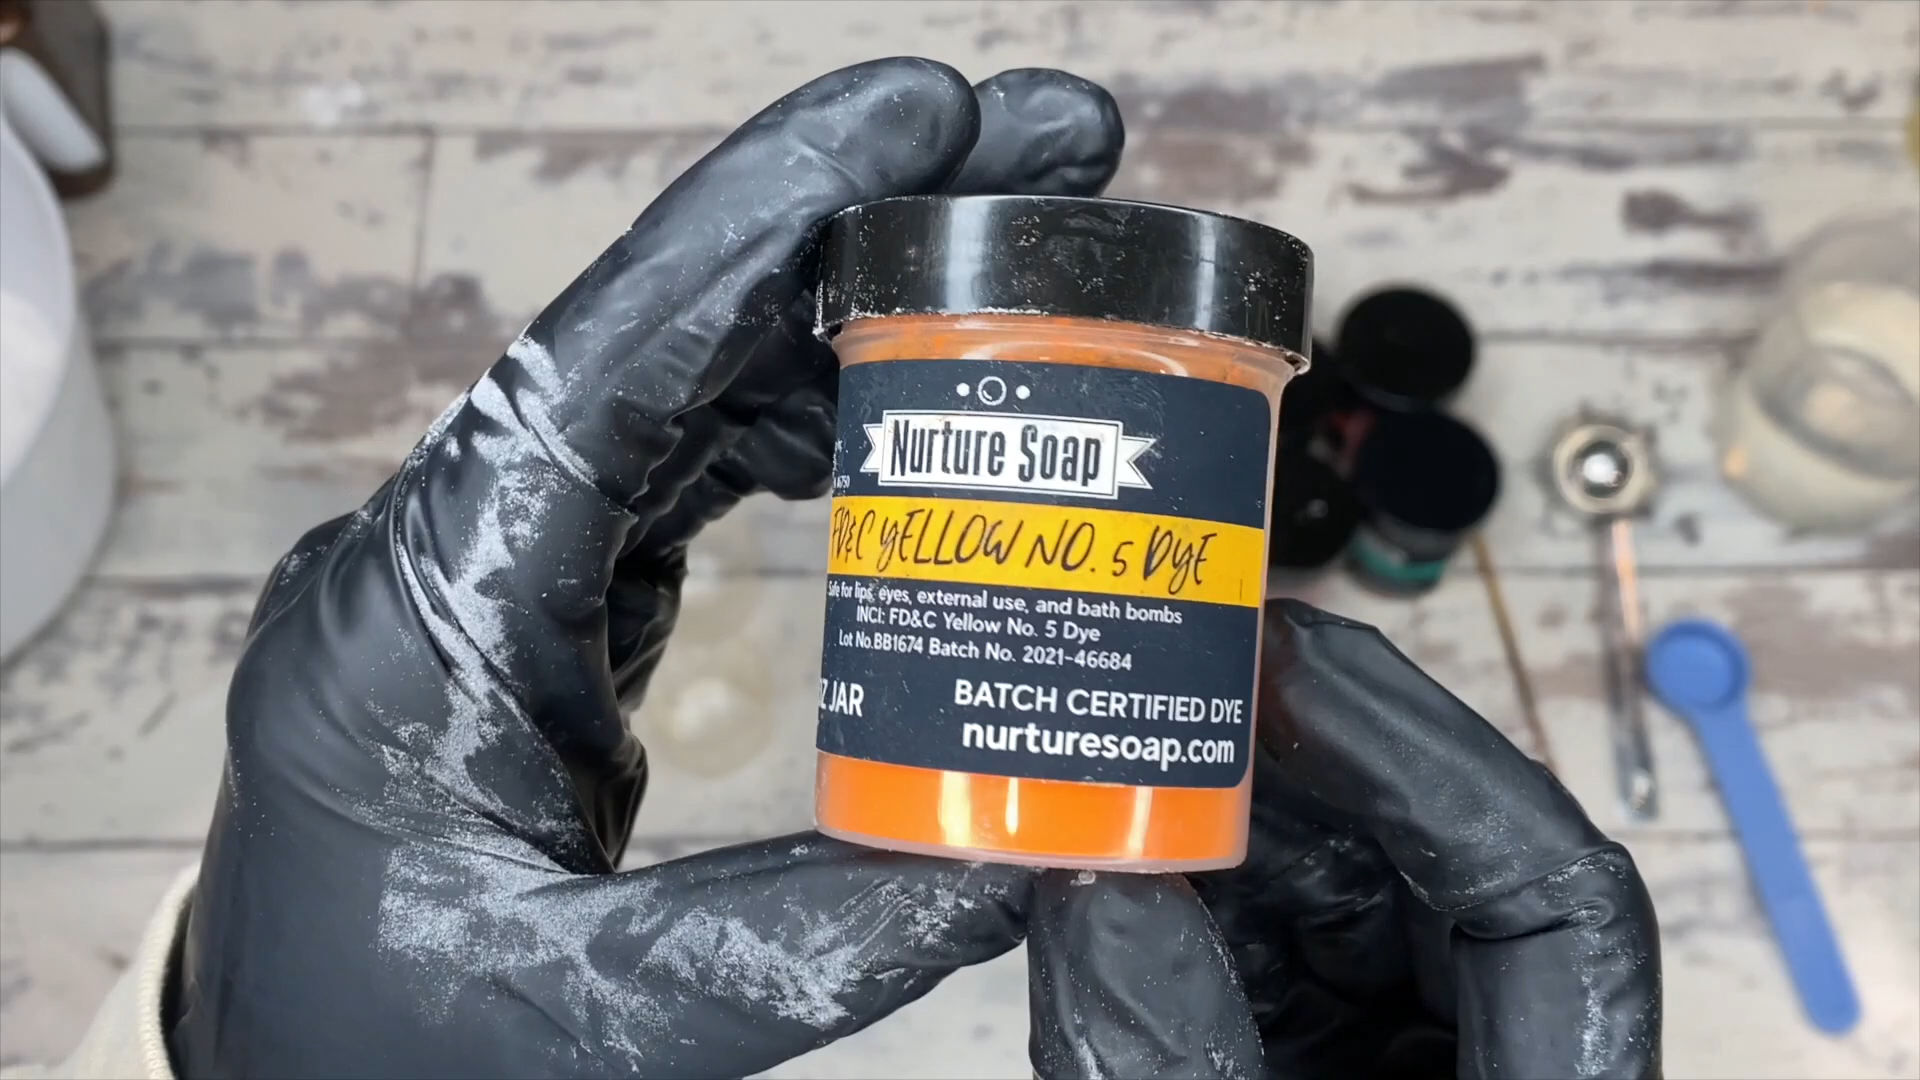 Nurture Soap
FD&C YELLOW NO. 5 DYE
Safe for lips, eyes, external use, and bath bombs
INCI: FD&C Yellow No. 5 Dye
Lot No.BB1674 Batch No. 2021-46684
JAR
BATCH CERTIFIED DYE
nurturesoap.com